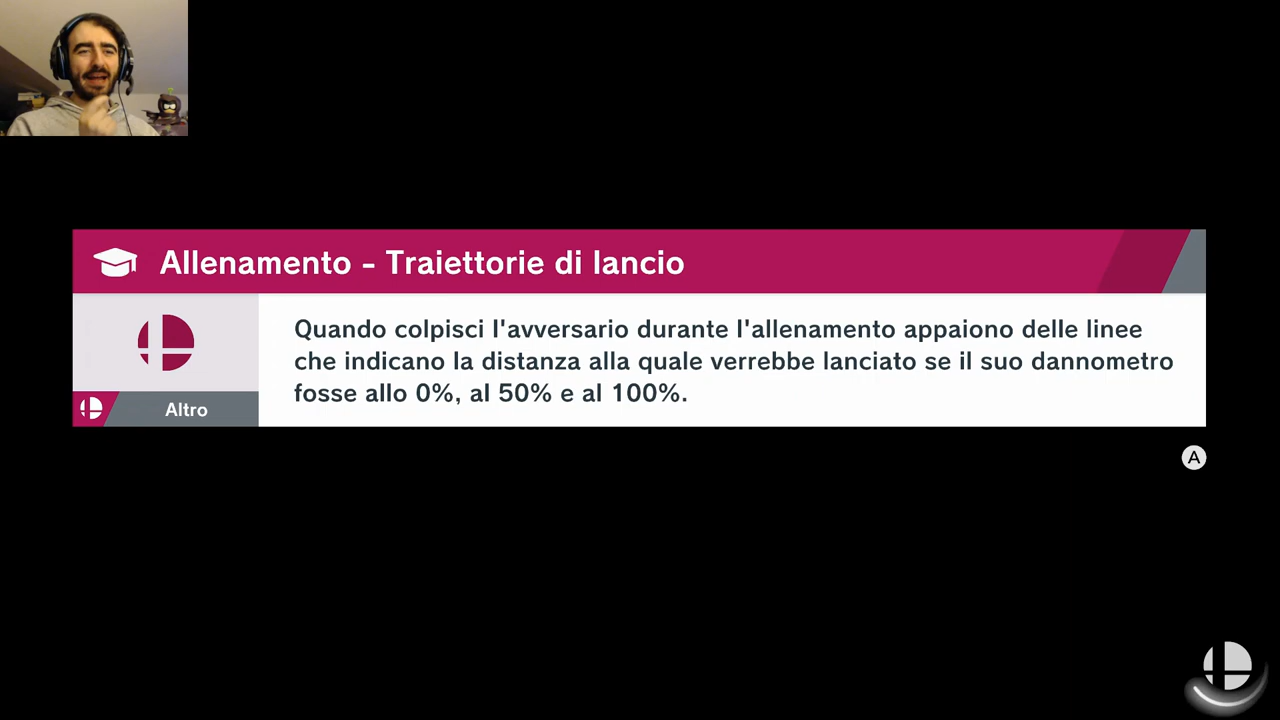 Allenamento - Traiettorie di lancio
Quando colpisci l'avversario durante l'allenamento appaiono delle linee
che indicano la distanza alla quale verrebbe lanciato se il suo dannometro
fosse allo 0%, al 50% e al 100%.
Altro
A